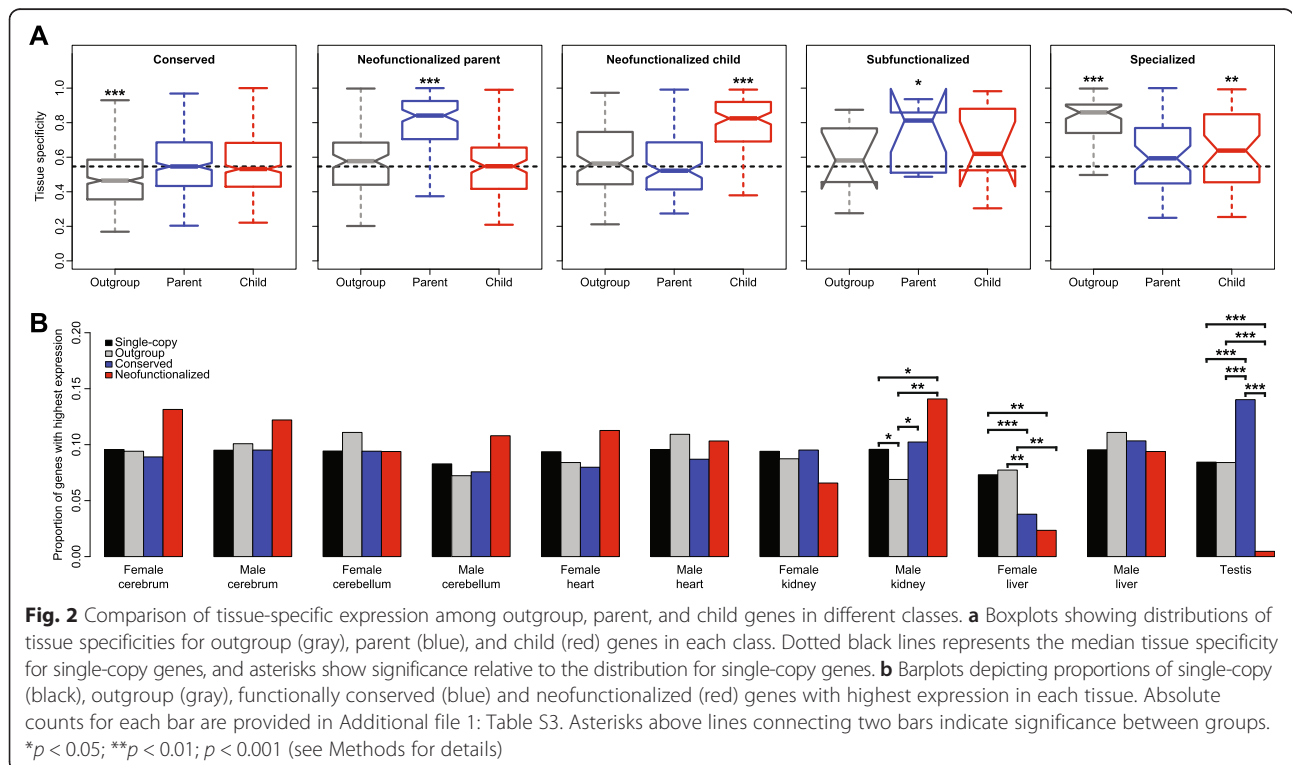 A
Conserved
Neofunctionalized parent
Neofunctionalized child
Subfunctionalized
Specialized
***
***
***
*
***
**
Tissue specificity
1.0
0.8
0.6
0.4
0.2
0.0
Outgroup Parent Child
Outgroup Parent Child
Outgroup Parent Child
Outgroup Parent Child
Outgroup Parent Child
B
Proportion of genes with highest expression
0.20
0.15
0.10
0.05
0.00
Single-copy
Outgroup
Conserved
Neofunctionalized
*
**
*
*
**
***
**
**
***
***
***
***
***
Female cerebrum
Male cerebrum
Female cerebellum
Male cerebellum
Female heart
Male heart
Female kidney
Male kidney
Female liver
Male liver
Testis
Fig. 2 Comparison of tissue-specific expression among outgroup, parent, and child genes in different classes. a Boxplots showing distributions of
tissue specificities for outgroup (gray), parent (blue), and child (red) genes in each class. Dotted black lines represents the median tissue specificity
for single-copy genes, and asterisks show significance relative to the distribution for single-copy genes. b Barplots depicting proportions of single-copy
(black), outgroup (gray), functionally conserved (blue) and neofunctionalized (red) genes with highest expression in each tissue. Absolute
counts for each bar are provided in Additional file 1: Table S3. Asterisks above lines connecting two bars indicate significance between groups.
*p < 0.05; **p < 0.01; p < 0.001 (see Methods for details)